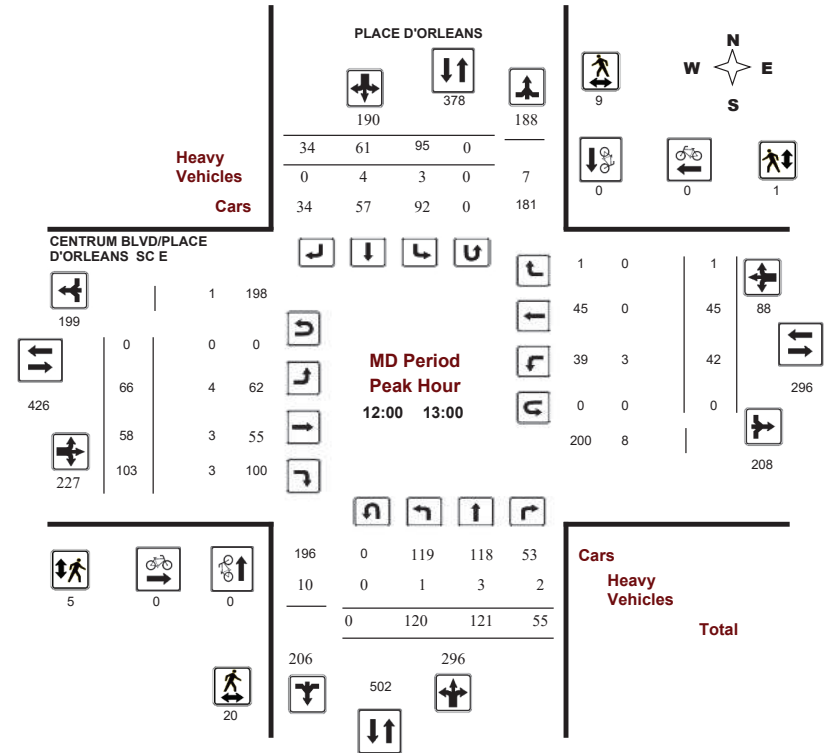 PLACE D'ORLEANS
N
W E
S
378
9
190 188
34 61 95 0
Heavy
Vehicles
0 4 3 0 7
Cars
34 57 92 0 181
0 0 1
CENTRUM BLVD/PLACE
D'ORLEANS SC E
1 198
199
0 0 0
66 4 62
426
58 3 55
103 3 100
227
MD Period
Peak Hour
12:00 13:00
1 0 1
45 0 45 88
39 3 42
296
0 0 0
200 8
208
196 0 119 118 53
Cars
10 0 1 3 2
Heavy
Vehicles
0 120 121 55
Total
5 0 0
206 296
502
20